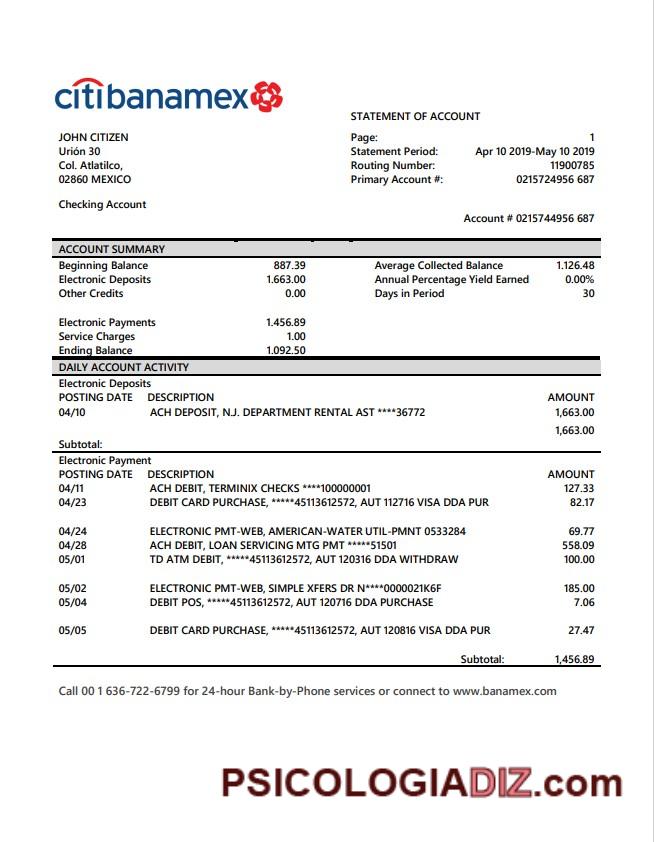 citibanamex
STATEMENT OF ACCOUNT
JOHN CITIZEN
Urión 30
Col. Atlatilco,
02860 MEXICO
Page: 1
Statement Period: Apr 10 2019-May 10 2019
Routing Number: 11900785
Primary Account #: 0215724956 687
Checking Account
Account # 0215744956 687
ACCOUNT SUMMARY
Beginning Balance 887.39 Average Collected Balance 1.126.48
Electronic Deposits 1.663.00 Annual Percentage Yield Earned 0.00%
Other Credits 0.00 Days in Period 30
Electronic Payments 1.456.89
Service Charges 1.00
Ending Balance 1.092.50
DAILY ACCOUNT ACTIVITY
Electronic Deposits
POSTING DATE DESCRIPTION AMOUNT
04/10 ACH DEPOSIT, N.J. DEPARTMENT RENTAL AST ****36772 1,663.00
1,663.00
Subtotal:
Electronic Payment
POSTING DATE DESCRIPTION AMOUNT
04/11 ACH DEBIT, TERMINIX CHECKS ****100000001 127.33
04/23 DEBIT CARD PURCHASE, *****45113612572, AUT 112716 VISA DDA PUR 82.17
04/24 ELECTRONIC PMT-WEB, AMERICAN-WATER UTIL-PMNT 0533284 69.77
04/28 ACH DEBIT, LOAN SERVICING MTG PMT *****51501 558.09
05/01 TD ATM DEBIT, *****45113612572, AUT 120316 DDA WITHDRAW 100.00
05/02 ELECTRONIC PMT-WEB, SIMPLE XFERS DR N****0000021K6F 185.00
05/04 DEBIT POS, *****45113612572, AUT 120716 DDA PURCHASE 7.06
05/05 DEBIT CARD PURCHASE, *****45113612572, AUT 120816 VISA DDA PUR 27.47
Subtotal: 1,456.89
Call 00 1 636-722-6799 for 24-hour Bank-by-Phone services or connect to www.banamex.com
PSICOLOGIADIZ.com